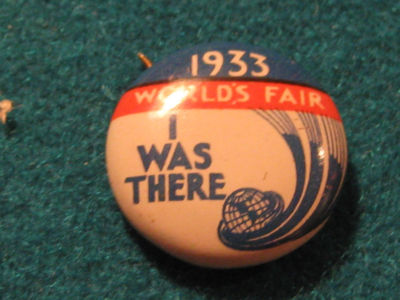 1933
WORLD'S FAIR
I
WAS
THERE